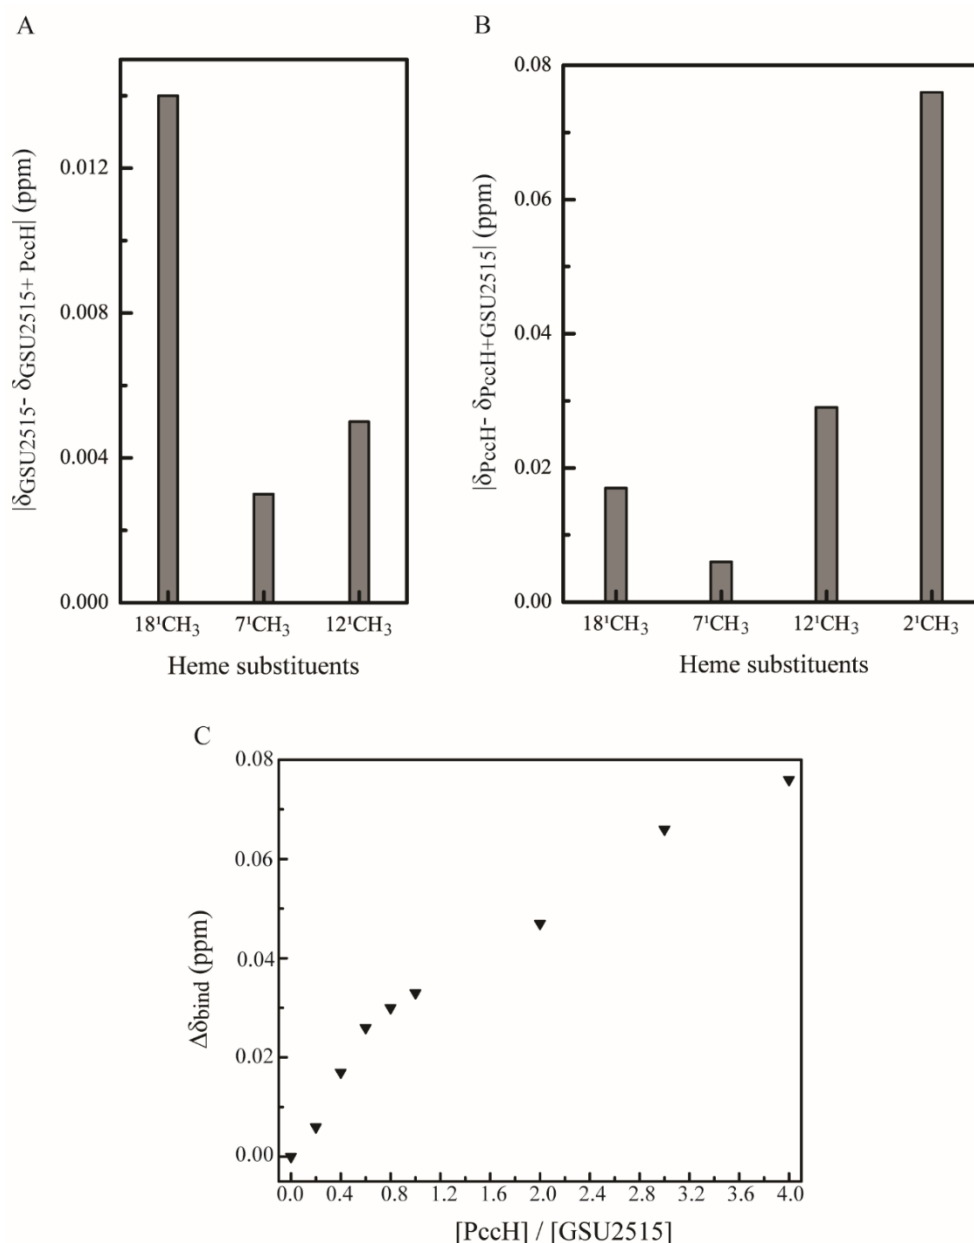 A
|δGSU2515- δGSU2515+ PccH| (ppm)
0.012
0.008
0.004
0.000
18¹CH₃ 7¹CH₃ 12¹CH₃
Heme substituents
B
|δPccH- δPccH+GSU2515| (ppm)
0.08
0.06
0.04
0.02
0.00
18¹CH₃ 7¹CH₃ 12¹CH₃ 2¹CH₃
Heme substituents
C
Δδbind (ppm)
0.08
0.06
0.04
0.02
0.00
0.0 0.4 0.8 1.2 1.6 2.0 2.4 2.8 3.2 3.6 4.0
[PccH] / [GSU2515]